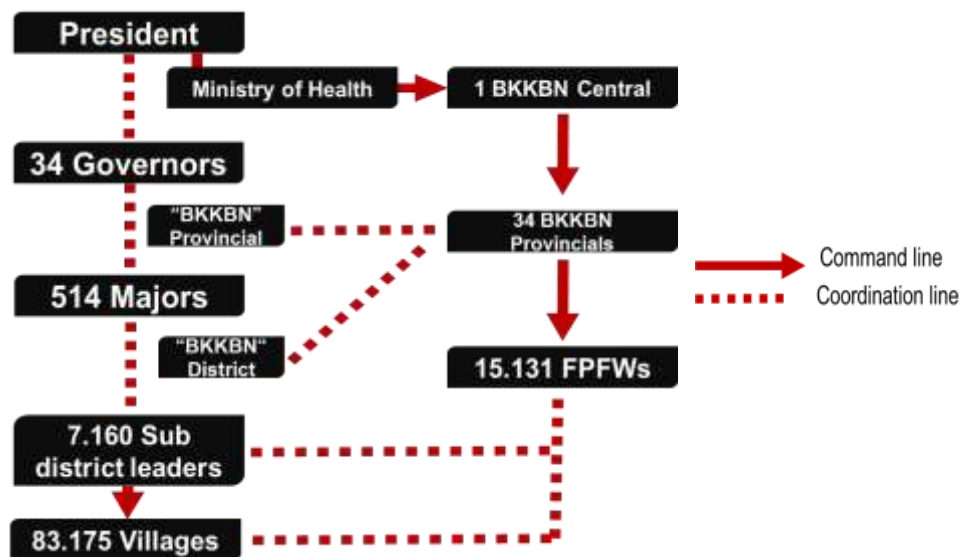 President
Ministry of Health
1 BKKBN Central
34 Governors
“BKKBN”
Provincial
34 BKKBN
Provincials
Command line
514 Majors
Coordination line
“BKKBN“
District
15.131 FPFWs
7.160 Sub
district leaders
83.175 Villages